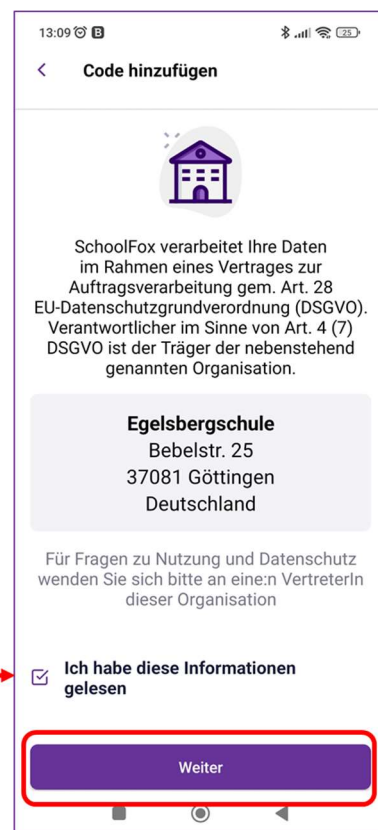 13:09
25
Code hinzufügen
SchoolFox verarbeitet Ihre Daten
im Rahmen eines Vertrages zur
Auftragsverarbeitung gem. Art. 28
EU-Datenschutzgrundverordnung (DSGVO).
Verantwortlicher im Sinne von Art. 4 (7)
DSGVO ist der Träger der nebenstehend
genannten Organisation.
Egelsbergschule
Bebelstr. 25
37081 Göttingen
Deutschland
Für Fragen zu Nutzung und Datenschutz
wenden Sie sich bitte an eine:n VertreterIn
dieser Organisation
Ich habe diese Informationen
gelesen
Weiter